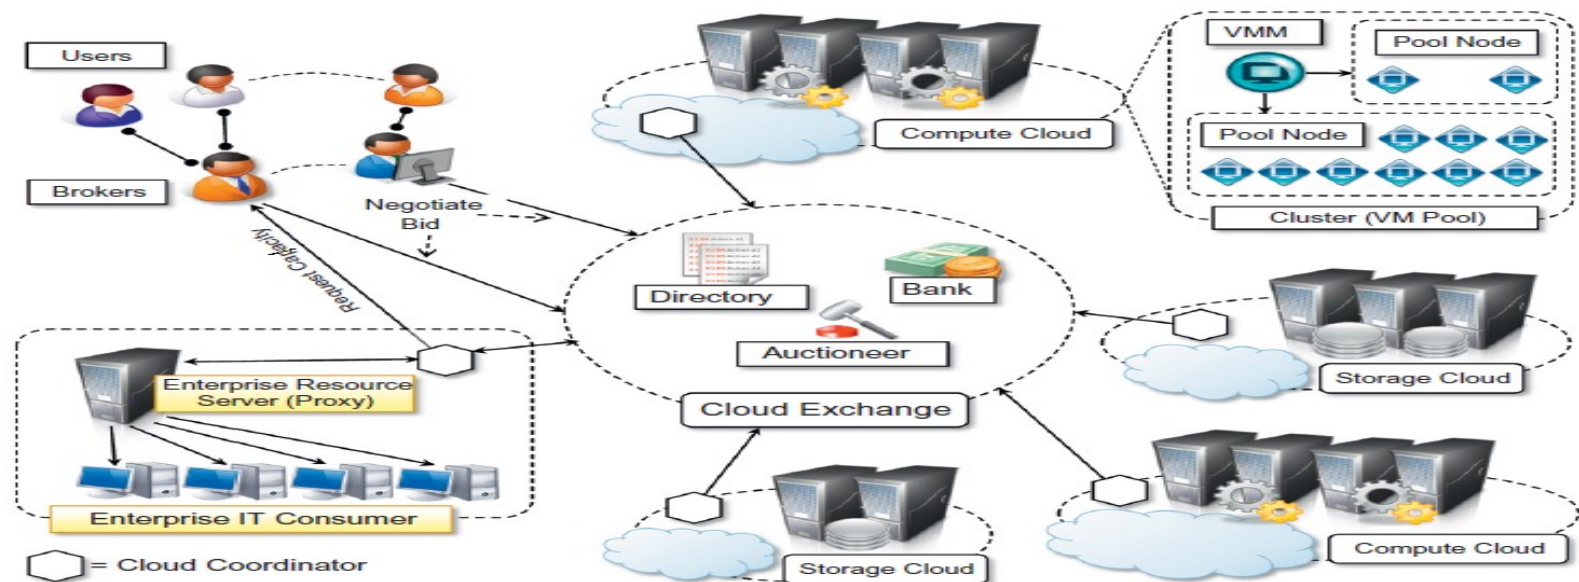 Users
Brokers
Negotiate
Bid
Request Capacity
Enterprise Resource
Server (Proxy)
Enterprise IT Consumer
= Cloud Coordinator
Directory
Bank
Auctioneer
Cloud Exchange
Compute Cloud
VMM
Pool Node
Pool Node
Cluster (VM Pool)
Storage Cloud
Storage Cloud
Compute Cloud